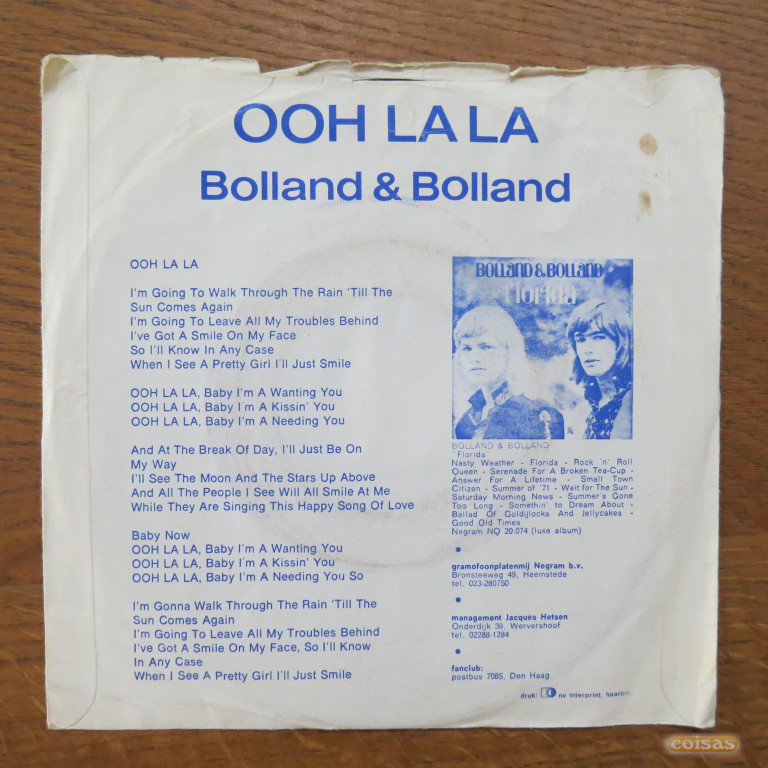 OOH LA LA
Bolland & Bolland
OOH LA LA
I'm Going To Walk Through The Rain 'Till The
Sun Comes Again
I'm Going To Leave All My Troubles Behind
I've Got A Smile On My Face
So I'll Know In Any Case
When I See A Pretty Girl I'll Just Smile
OOH LA LA, Baby I'm A Wanting You
OOH LA LA, Baby I'm A Kissin' You
OOH LA LA, Baby I'm A Needing You
And At The Break Of Day, I'll Just Be On
My Way
I'll See The Moon And The Stars Up Above
And All The People I See Will All Smile At Me
While They Are Singing This Happy Song Of Love
Baby Now
OOH LA LA, Baby I'm A Wanting You
OOH LA LA, Baby I'm A Kissin' You
OOH LA LA, Baby I'm A Needing You So
I'm Gonna Walk Through The Rain 'Till The
Sun Comes Again
I'm Going To Leave All My Troubles Behind
I've Got A Smile On My Face, So I'll Know
In Any Case
When I See A Pretty Girl I'll Just Smile
BOLLAND & BOLLAND
Florida
BOLLAND & BOLLAND
"Florida
Nasty Weather - Florida - Rock 'n' Roll
Queen - Serenade For A Broken Tea-Cup -
Answer For A Lifetime - Small Town
Citizen - Summer of '71 - Wait for The Sun -
Saturday Morning News - Summer's Gone
Too Long - Somethin' to Dream About -
Ballad Of Goldijlocks And Jellycakes -
Good Old Times
Negram NQ 20.074 (luxe album)
gramofoonplatenmij Negram b.v.
Bronsteeweg 49, Heemstede
tel. 023-280750
management Jacques Hetsen
Onderdijk 39, Wervershoof
tel. 02288-1284
fanclub:
postbus 7085, Den Haag
druk: nv interprint, haarlem
coisas